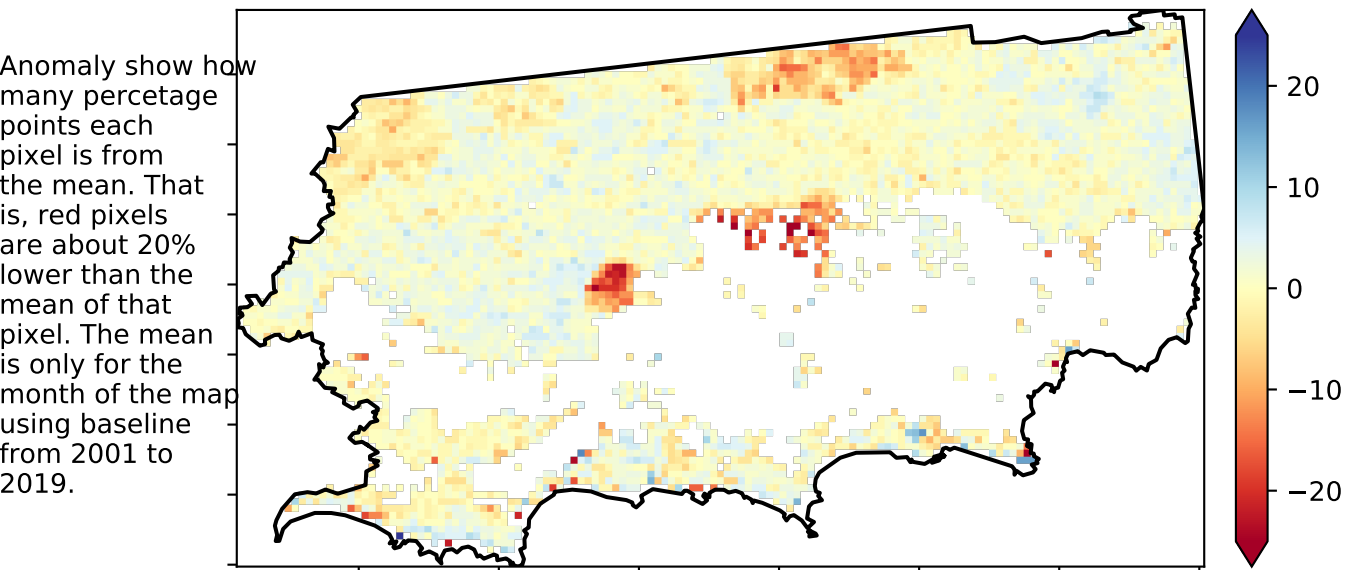 Anomaly show how
many percetage
points each
pixel is from
the mean. That
is, red pixels
are about 20%
lower than the
mean of that
pixel. The mean
is only for the
month of the map
using baseline
from 2001 to
2019.
20
10
0
−10
−20